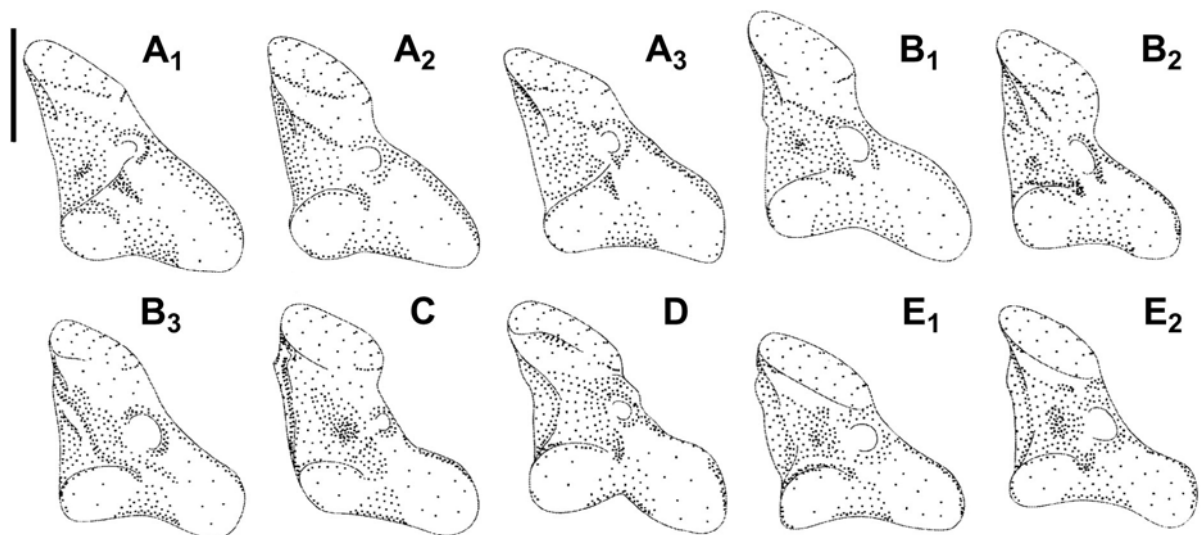 A₁ A₂ A₃ B₁ B₂
B₃ C D E₁ E₂